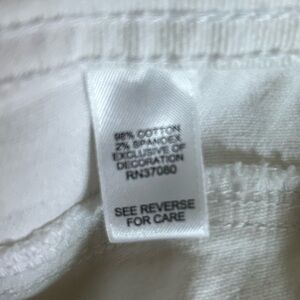 98% COTTON
2% SPANDEX
EXCLUSIVE OF
DECORATION
RN37080
SEE REVERSE
FOR CARE